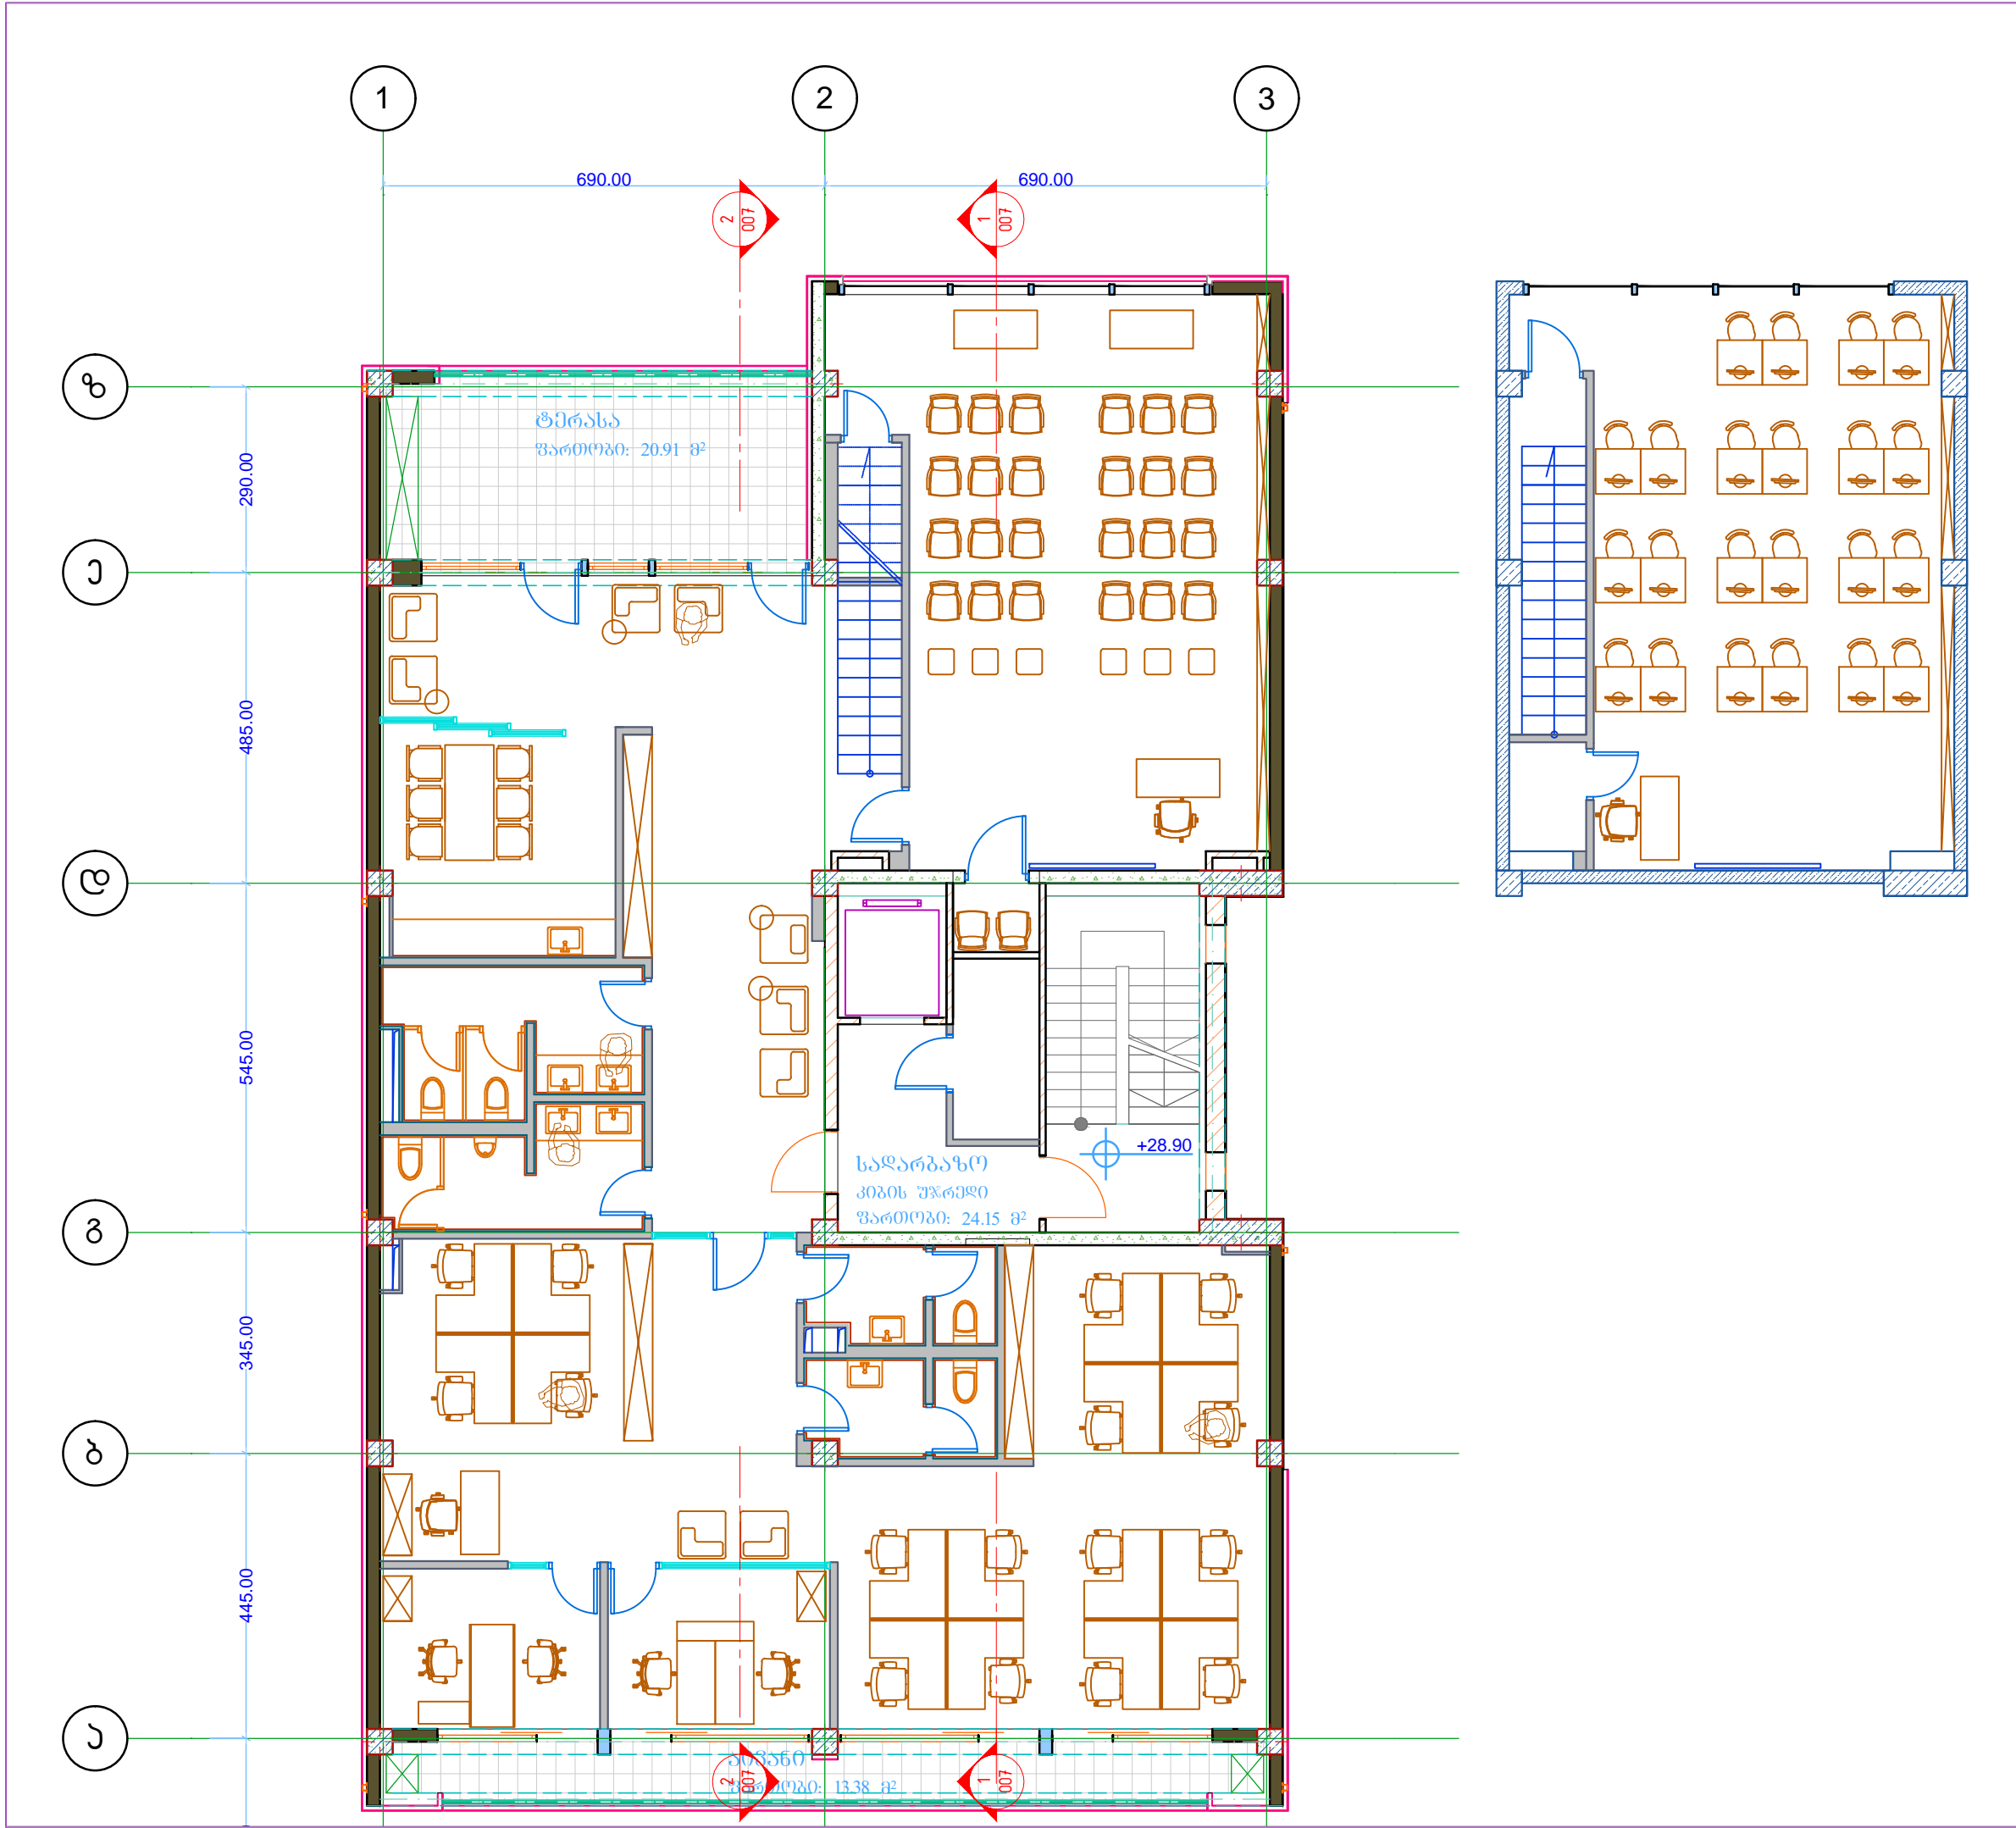 1
2
3
690.00
690.00
2
007
1
007
ზ
ტერასა
ფართობი: 20.91 მ²
290.00
ე
485.00
დ
545.00
+28.90
სადარბაზო
კიბის უჯრედი
ფართობი: 24.15 მ²
გ
345.00
ბ
445.00
ა
აივანი
ფართობი: 13.38 მ²
2
007
1
007